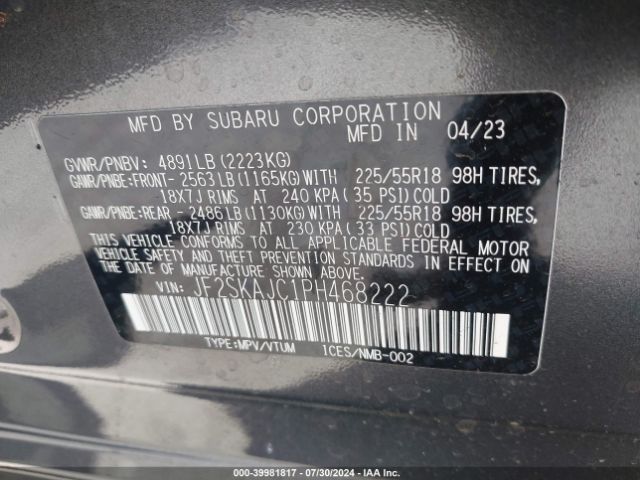 MFD BY SUBARU CORPORATION
MFD IN 04/23
GVWR/PNBV: 4891LB (2223KG)
GAWR/PNBE:FRONT- 2563LB (1165KG)WITH 225/55R18 98H TIRES,
18X7J RIMS AT 240 KPA( 35 PSI)COLD
GAWR/PNBE:REAR - 2486LB (1130KG)WITH 225/55R18 98H TIRES,
18X7J RIMS AT 230 KPA( 33 PSI)COLD
THIS VEHICLE CONFORMS TO ALL APPLICABLE FEDERAL MOTOR
VEHICLE SAFETY AND THEFT PREVENTION STANDARDS IN EFFECT
ON THE DATE OF MANUFACTURE SHOWN ABOVE.
VIN: JF2SKAJC1PH468222
TYPE:MPV/VTUM ICES/NMB-002
000-39981817 / 07/30/2024 - IAA Inc.